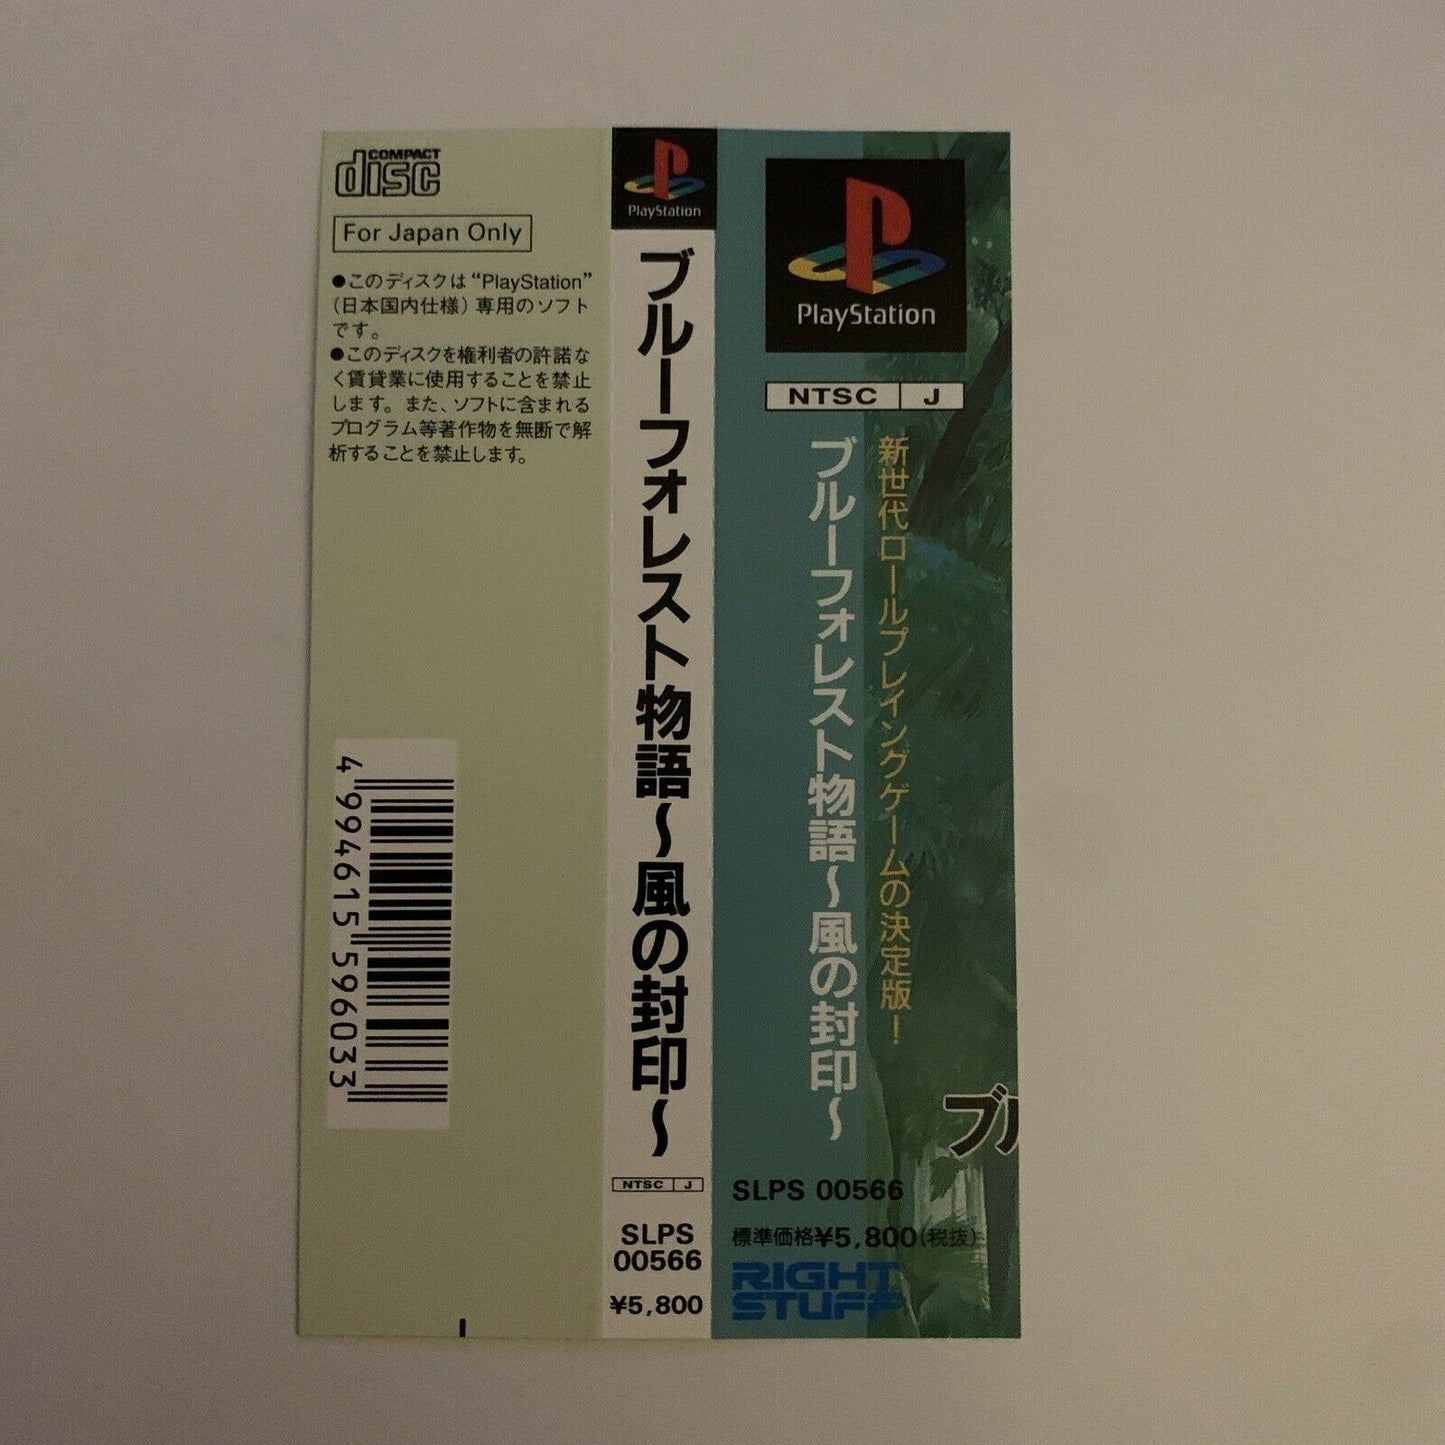 COMPACT
disc
For Japan Only
●このディスクは“PlayStation”
(日本国内仕様)専用のソフト
です。
●このディスクを権利者の許諾な
く賃貸業に使用することを禁止
します。また、ソフトに含まれる
プログラム等著作物を無断で解
析することを禁止します。
4 994615 596033
PlayStation
ブルーフォレスト物語〜風の封印〜
NTSC J
SLPS
00566
¥5,800
PlayStation
NTSC J
新世代ロールプレイングゲームの決定版!
ブルーフォレスト物語〜風の封印〜
ブル
SLPS 00566
標準価格¥5,800(税抜)
RIGHT
STUFF